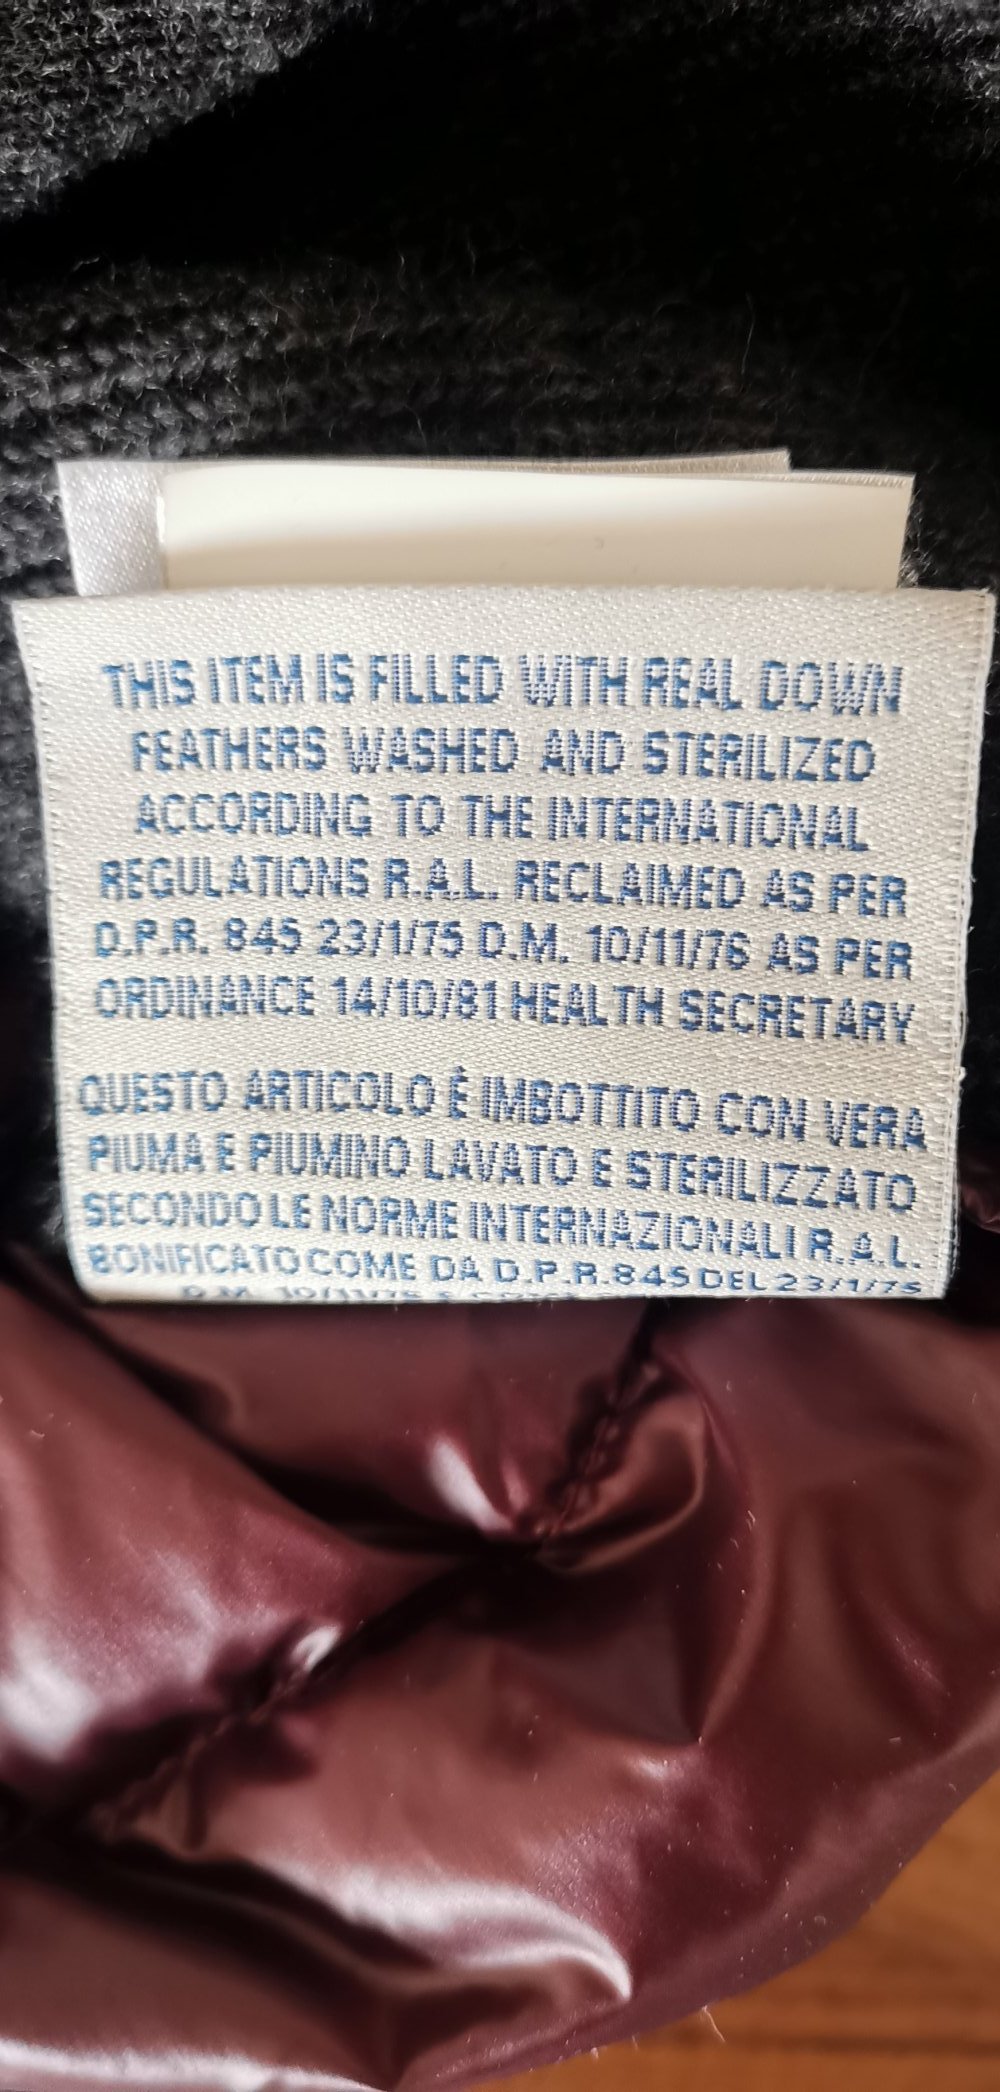 THIS ITEM IS FILLED WITH REAL DOWN
FEATHERS WASHED AND STERILIZED
ACCORDING TO THE INTERNATIONAL
REGULATIONS R.A.L. RECLAIMED AS PER
D.P.R. 845 23/1/75 D.M. 10/11/76 AS PER
ORDINANCE 14/10/81 HEALTH SECRETARY
QUESTO ARTICOLO È IMBOTTITO CON VERA
PIUMA E PIUMINO LAVATO E STERILIZZATO
SECONDO LE NORME INTERNAZIONALI R.A.L.
BONIFICATO COME DA D.P.R. 845 DEL 23/1/75
D.M.